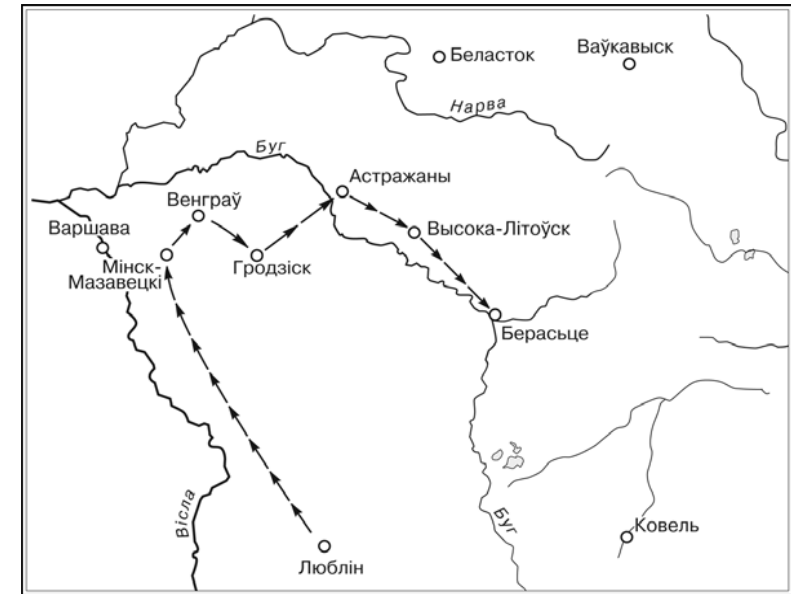 Беласток
Ваўкавыск
Нарва
Буг
Астражаны
Венграў
Варшава
Высока-Літоўск
Мінск-
Мазавецкі
Гродзіск
Берасьце
Вісла
Буг
Ковель
Люблін